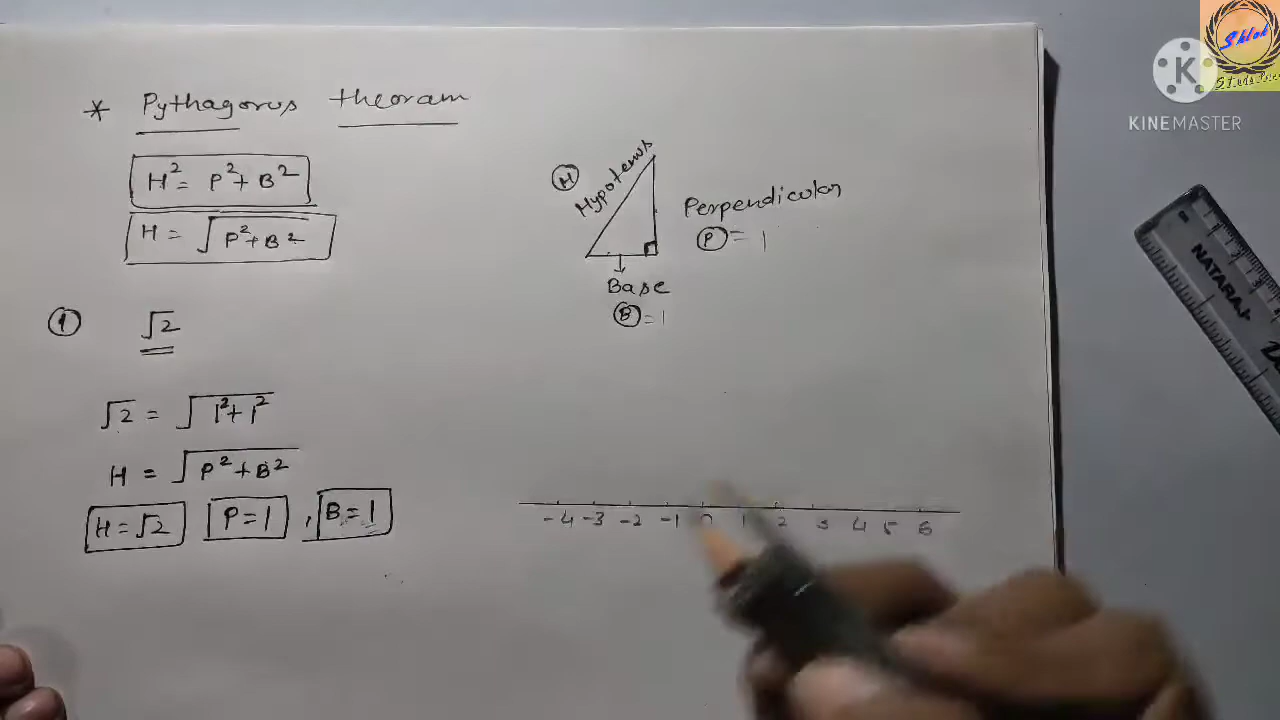 * Pythagorus theoram
H² = P² + B²
H = √P² + B²
H
Hypotenus
Perpendicular
P = 1
Base
B = 1
1 √2
√2 = √1² + 1²
H = √P² + B²
H = √2 P = 1 , B = 1
-4 -3 -2 -1 0 1 2 3 4 5 6
NATARAJ
Shlok
K
KINEMASTER